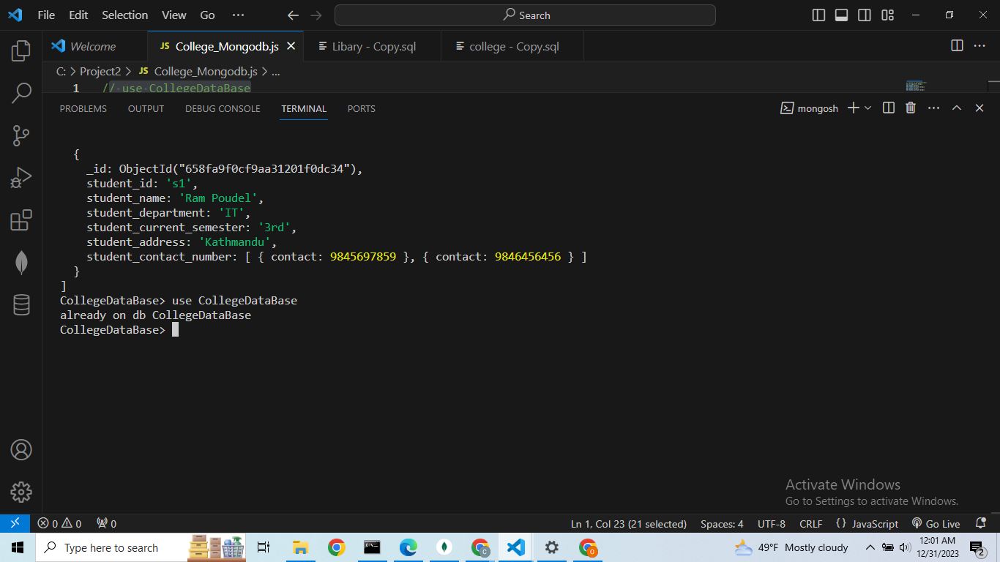 File Edit Selection View Go ··· Search
Welcome JS College_Mongodb.js Libary - Copy.sql college - Copy.sql
C: > Project2 > JS College_Mongodb.js > ...
1 // use CollegeDataBase
PROBLEMS OUTPUT DEBUG CONSOLE TERMINAL PORTS mongosh
{
_id: ObjectId("658fa9f0cf9aa31201f0dc34"),
student_id: 's1',
student_name: 'Ram Poudel',
student_department: 'IT',
student_current_semester: '3rd',
student_address: 'Kathmandu',
student_contact_number: [ { contact: 9845697859 }, { contact: 9846456456 } ]
}
]
CollegeDataBase> use CollegeDataBase
already on db CollegeDataBase
CollegeDataBase>
Activate Windows
Go to Settings to activate Windows.
0 0 0 Ln 1, Col 23 (21 selected) Spaces: 4 UTF-8 CRLF {} JavaScript Go Live
Type here to search 49°F Mostly cloudy 12:01 AM
12/31/2023 2